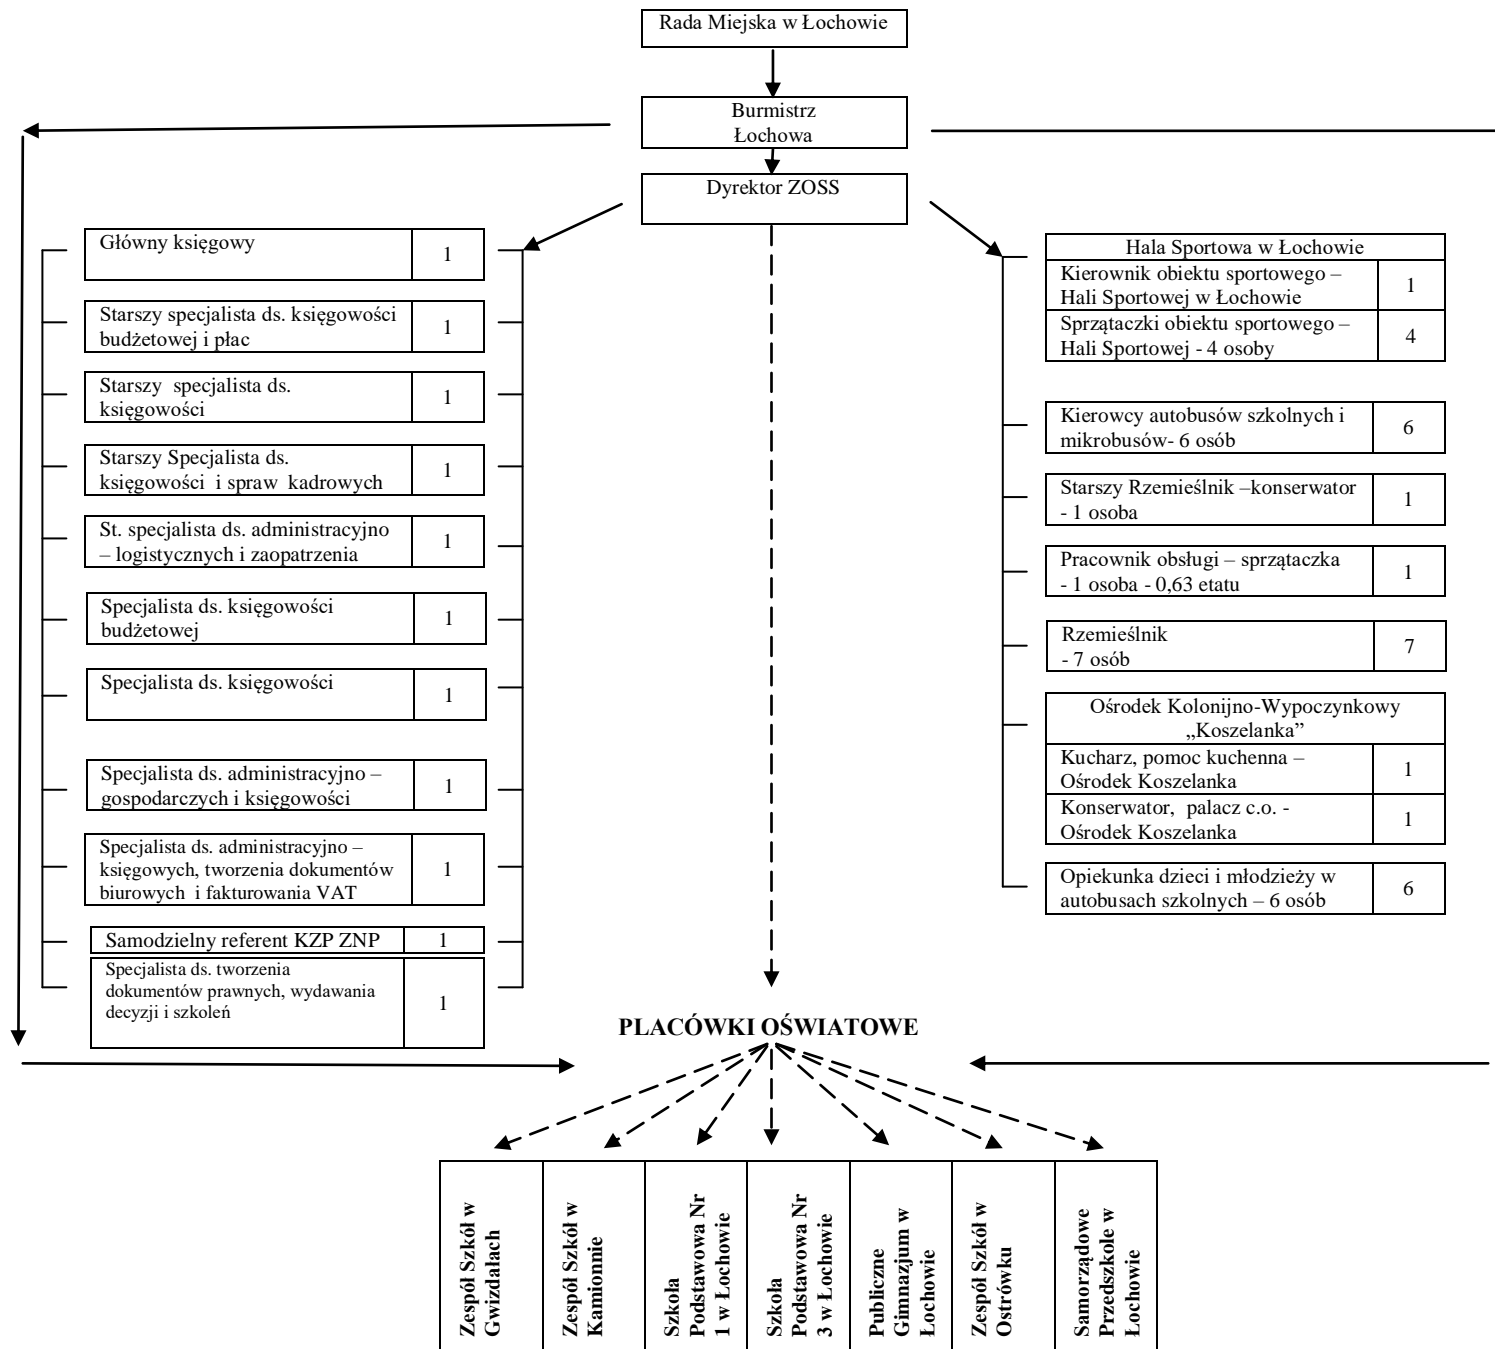 Rada Miejska w Łochowie
Burmistrz
Łochowa
Dyrektor ZOSS
Główny księgowy
1
Starszy specjalista ds. księgowości
budżetowej i płac
1
Starszy specjalista ds.
księgowości
1
Starszy Specjalista ds.
księgowości i spraw kadrowych
1
St. specjalista ds. administracyjno
– logistycznych i zaopatrzenia
1
Specjalista ds. księgowości
budżetowej
1
Specjalista ds. księgowości
1
Specjalista ds. administracyjno –
gospodarczych i księgowości
1
Specjalista ds. administracyjno –
księgowych, tworzenia dokumentów
biurowych i fakturowania VAT
1
Samodzielny referent KZP ZNP
1
Specjalista ds. tworzenia
dokumentów prawnych, wydawania
decyzji i szkoleń
1
Hala Sportowa w Łochowie
Kierownik obiektu sportowego –
Hali Sportowej w Łochowie
1
Sprzątaczki obiektu sportowego –
Hali Sportowej - 4 osoby
4
Kierowcy autobusów szkolnych i
mikrobusów- 6 osób
6
Starszy Rzemieślnik –konserwator
- 1 osoba
1
Pracownik obsługi – sprzątaczka
- 1 osoba - 0,63 etatu
1
Rzemieślnik
- 7 osób
7
Ośrodek Kolonijno-Wypoczynkowy
„Koszelanka”
Kucharz, pomoc kuchenna –
Ośrodek Koszelanka
1
Konserwator, palacz c.o. -
Ośrodek Koszelanka
1
Opiekunka dzieci i młodzieży w
autobusach szkolnych – 6 osób
6
PLACÓWKI OŚWIATOWE
Zespół Szkół w
Gwizdałach
Zespół Szkół w
Kamionnie
Szkoła
Podstawowa Nr
1 w Łochowie
Szkoła
Podstawowa Nr
3 w Łochowie
Publiczne
Gimnazjum w
Łochowie
Zespół Szkół w
Ostrówku
Samorządowe
Przedszkole w
Łochowie